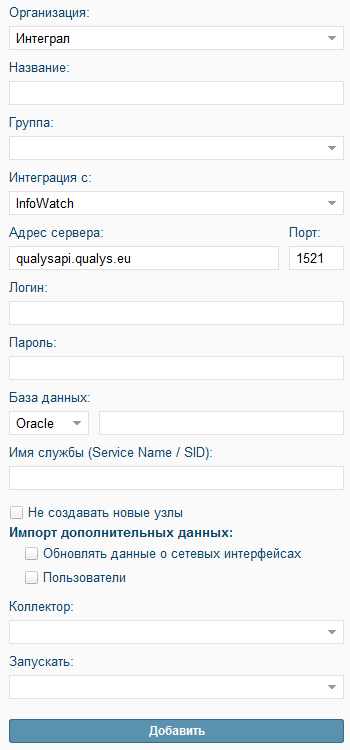 Организация:
Интеграл
Название:
Группа:
Интеграция с:
InfoWatch
Адрес сервера: Порт:
qualysapi.qualys.eu 1521
Логин:
Пароль:
База данных:
Oracle
Имя службы (Service Name / SID):
Не создавать новые узлы
Импорт дополнительных данных:
Обновлять данные о сетевых интерфейсах
Пользователи
Коллектор:
Запускать:
Добавить